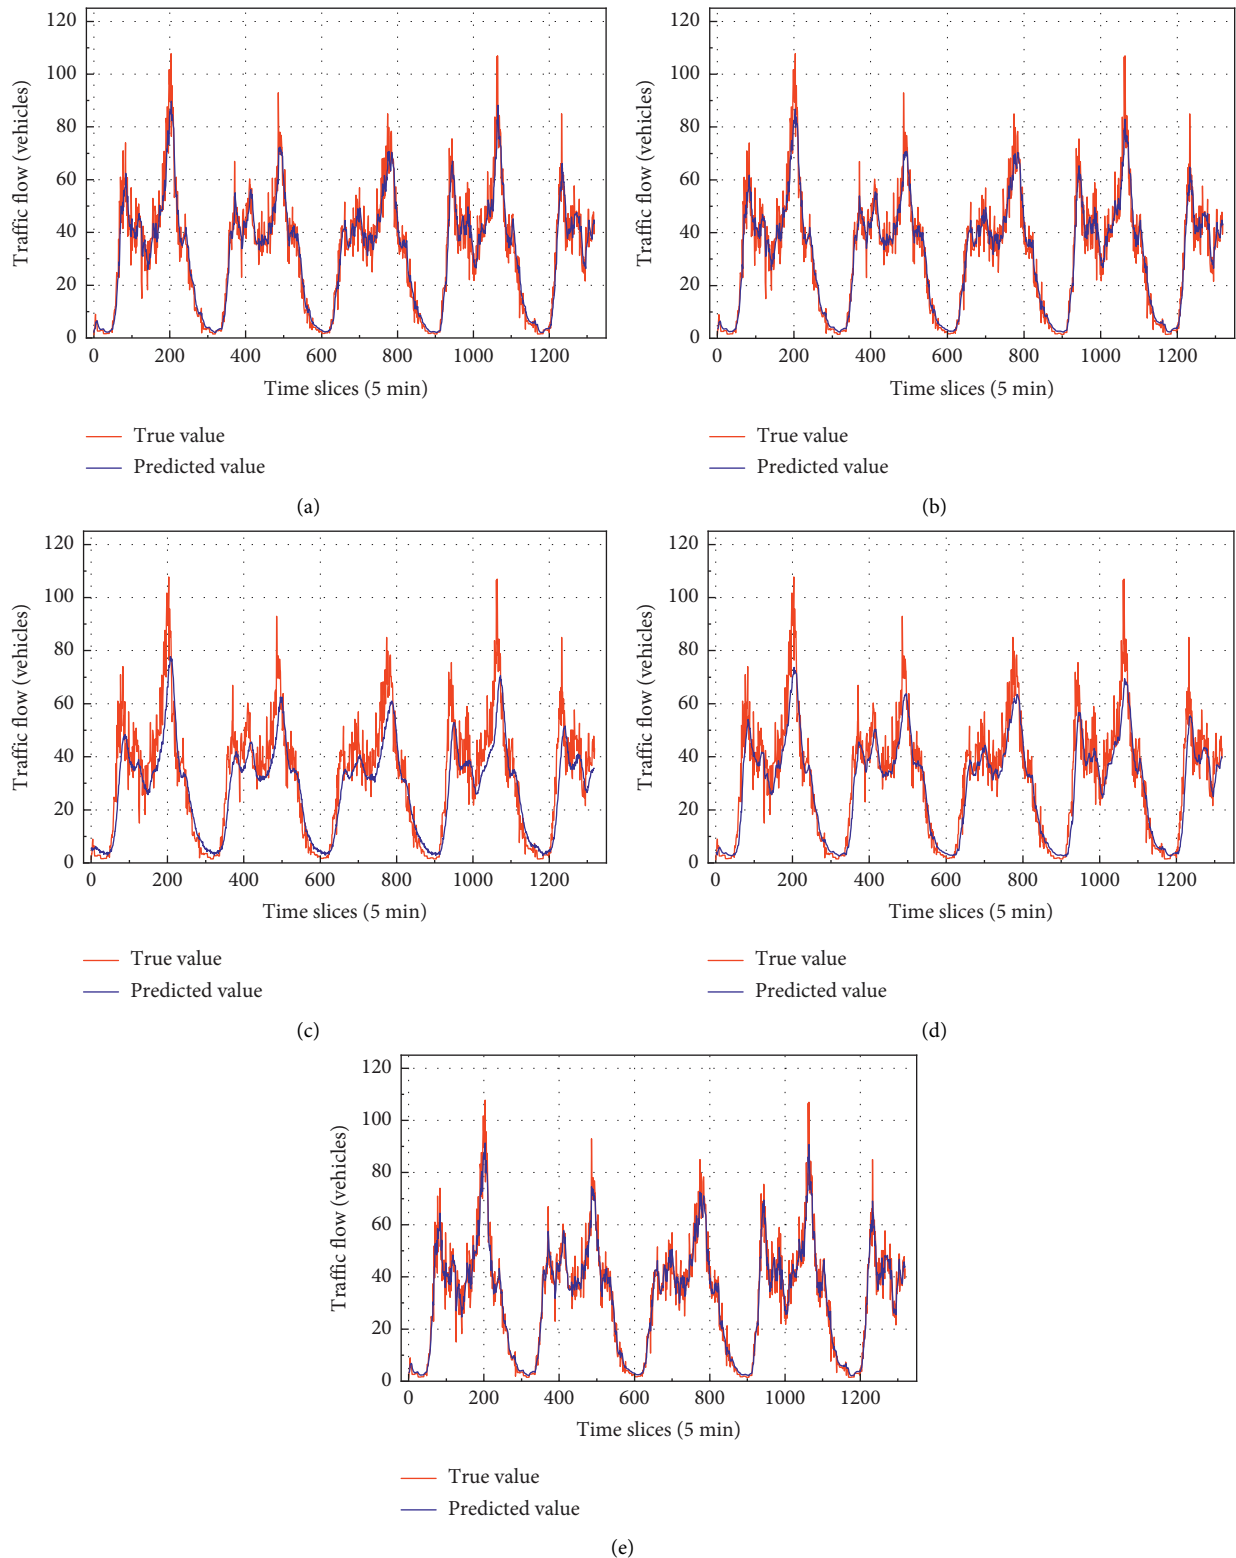 120
100
80
60
40
20
0
Traffic flow (vehicles)
0 200 400 600 800 1000 1200
Time slices (5 min)
True value
Predicted value
(a)
120
100
80
60
40
20
0
Traffic flow (vehicles)
0 200 400 600 800 1000 1200
Time slices (5 min)
True value
Predicted value
(b)
120
100
80
60
40
20
0
Traffic flow (vehicles)
0 200 400 600 800 1000 1200
Time slices (5 min)
True value
Predicted value
(c)
120
100
80
60
40
20
0
Traffic flow (vehicles)
0 200 400 600 800 1000 1200
Time slices (5 min)
True value
Predicted value
(d)
120
100
80
60
40
20
0
Traffic flow (vehicles)
0 200 400 600 800 1000 1200
Time slices (5 min)
True value
Predicted value
(e)